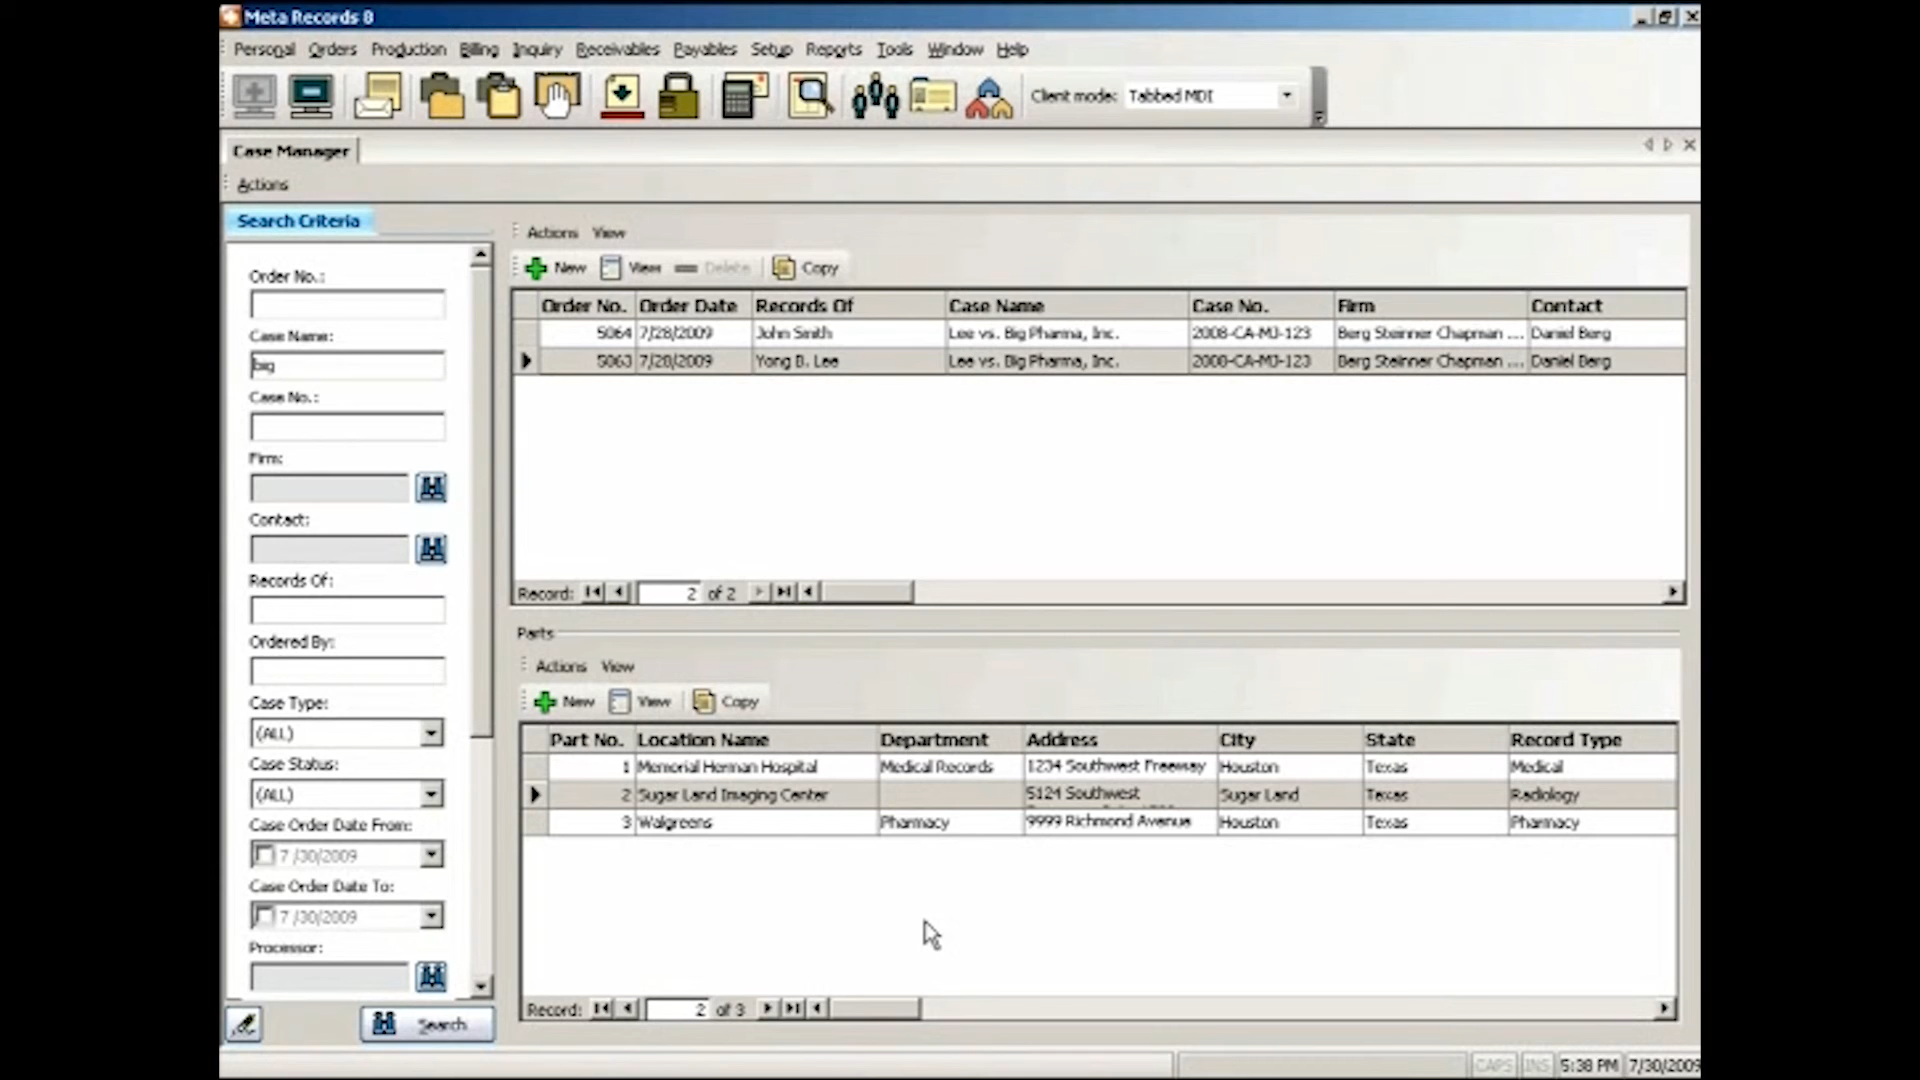 Meta Records 8
Personal Orders Production Billing Inquiry Receivables Payables Setup Reports Tools Window Help
Client mode: Tabbed MDI
Case Manager
Actions
Search Criteria
Order No.:
Case Name:
big
Case No.:
Firm:
Contact:
Records Of:
Ordered By:
Case Type:
(ALL)
Case Status:
(ALL)
Case Order Date From:
7 /30/2009
Case Order Date To:
7 /30/2009
Processor:
Search
Actions View
New View Delete Copy
Order No. Order Date Records Of Case Name Case No. Firm Contact
5064 7/28/2009 John Smith Lee vs. Big Pharma, Inc. 2008-CA-MJ-123 Berg Steinner Chapman ... Daniel Berg
5063 7/28/2009 Yong B. Lee Lee vs. Big Pharma, Inc. 2008-CA-MJ-123 Berg Steinner Chapman ... Daniel Berg
Record: 2 of 2
Parts
Actions View
New View Copy
Part No. Location Name Department Address City State Record Type
1 Memorial Herman Hospital Medical Records 1234 Southwest Freeway Houston Texas Medical
2 Sugar Land Imaging Center 5124 Southwest Sugar Land Texas Radiology
3 Walgreens Pharmacy 9999 Richmond Avenue Houston Texas Pharmacy
Record: 2 of 3
CAPS INS 5:38 PM 7/30/2009